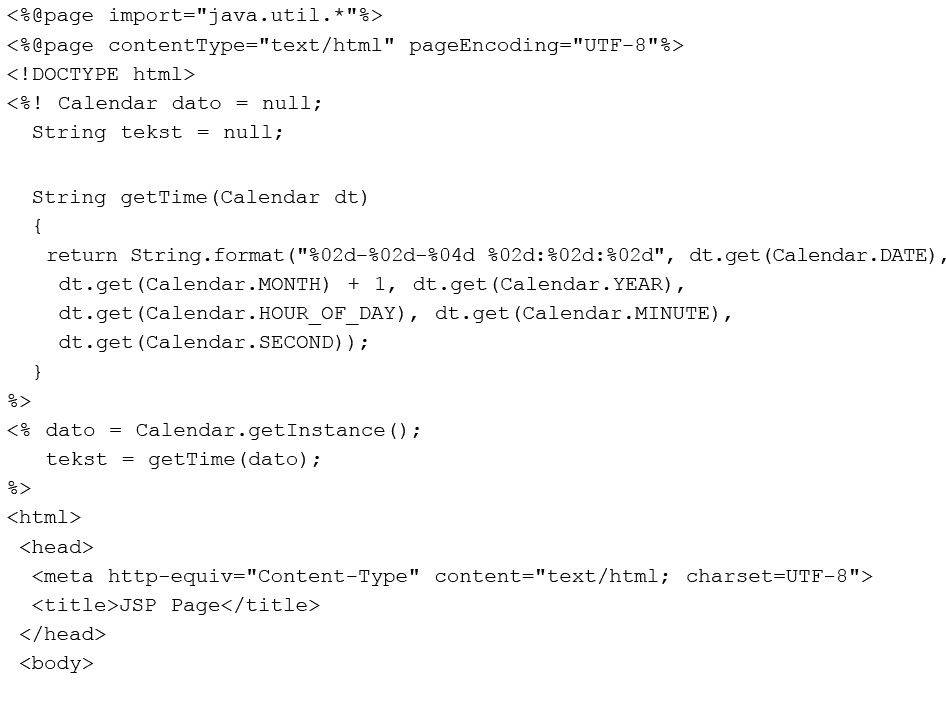 <%@page import="java.util.*"%>
<%@page contentType="text/html" pageEncoding="UTF-8"%>
<!DOCTYPE html>
<%! Calendar dato = null;
  String tekst = null;

  String getTime(Calendar dt)
  {
   return String.format("%02d-%02d-%04d %02d:%02d:%02d", dt.get(Calendar.DATE),
    dt.get(Calendar.MONTH) + 1, dt.get(Calendar.YEAR),
    dt.get(Calendar.HOUR_OF_DAY), dt.get(Calendar.MINUTE),
    dt.get(Calendar.SECOND));
  }
%>
<% dato = Calendar.getInstance();
   tekst = getTime(dato);
%>
<html>
 <head>
  <meta http-equiv="Content-Type" content="text/html; charset=UTF-8">
  <title>JSP Page</title>
 </head>
 <body>